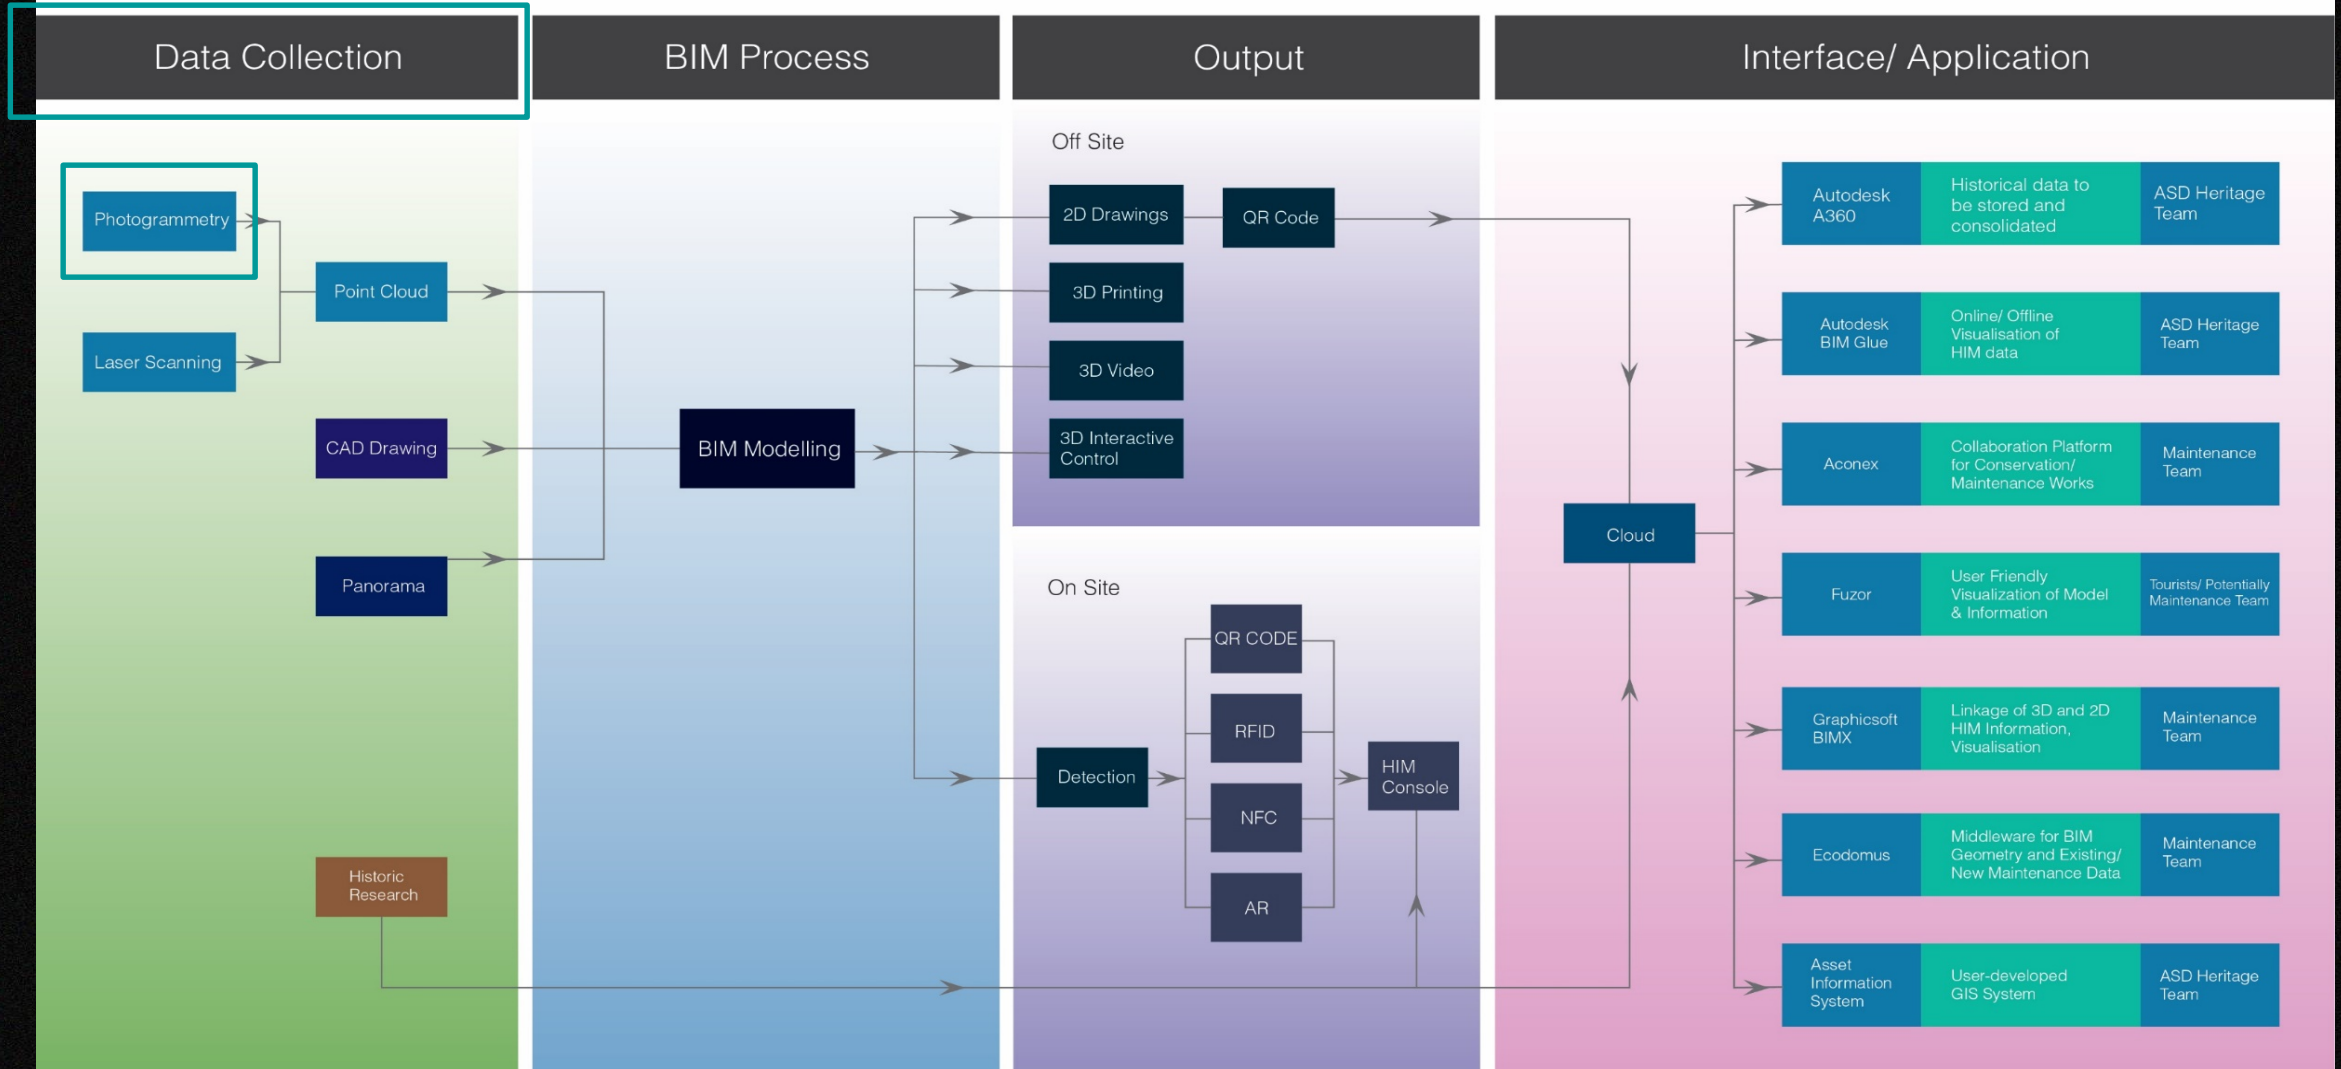 Data Collection
BIM Process
Output
Interface/ Application
Photogrammetry
Laser Scanning
Point Cloud
CAD Drawing
Panorama
Historic
Research
BIM Modelling
Off Site
2D Drawings
QR Code
3D Printing
3D Video
3D Interactive
Control
On Site
Detection
QR CODE
RFID
NFC
AR
HIM
Console
Cloud
Autodesk
A360
Historical data to
be stored and
consolidated
ASD Heritage
Team
Autodesk
BIM Glue
Online/ Offline
Visualisation of
HIM data
ASD Heritage
Team
Aconex
Collaboration Platform
for Conservation/
Maintenance Works
Maintenance
Team
Fuzor
User Friendly
Visualization of Model
& Information
Tourists/ Potentially
Maintenance Team
Graphicsoft
BIMX
Linkage of 3D and 2D
HIM Information,
Visualisation
Maintenance
Team
Ecodomus
Middleware for BIM
Geometry and Existing/
New Maintenance Data
Maintenance
Team
Asset
Information
System
User-developed
GIS System
ASD Heritage
Team